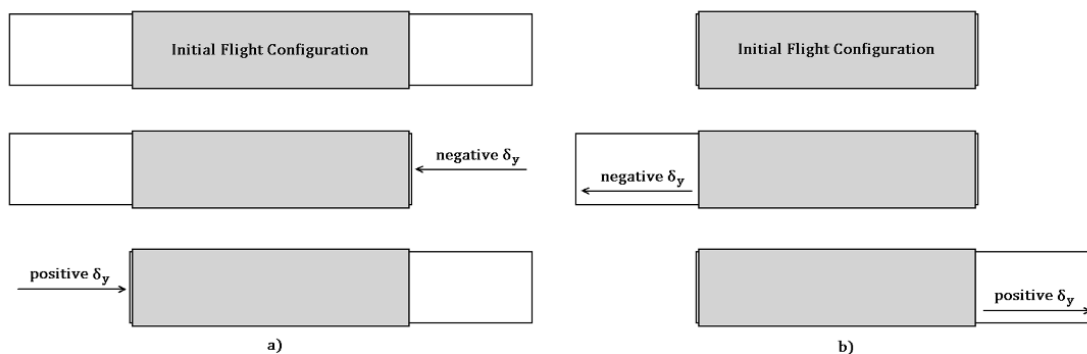 Initial Flight Configuration
Initial Flight Configuration
negative δy
negative δy
positive δy
positive δy
a)
b)